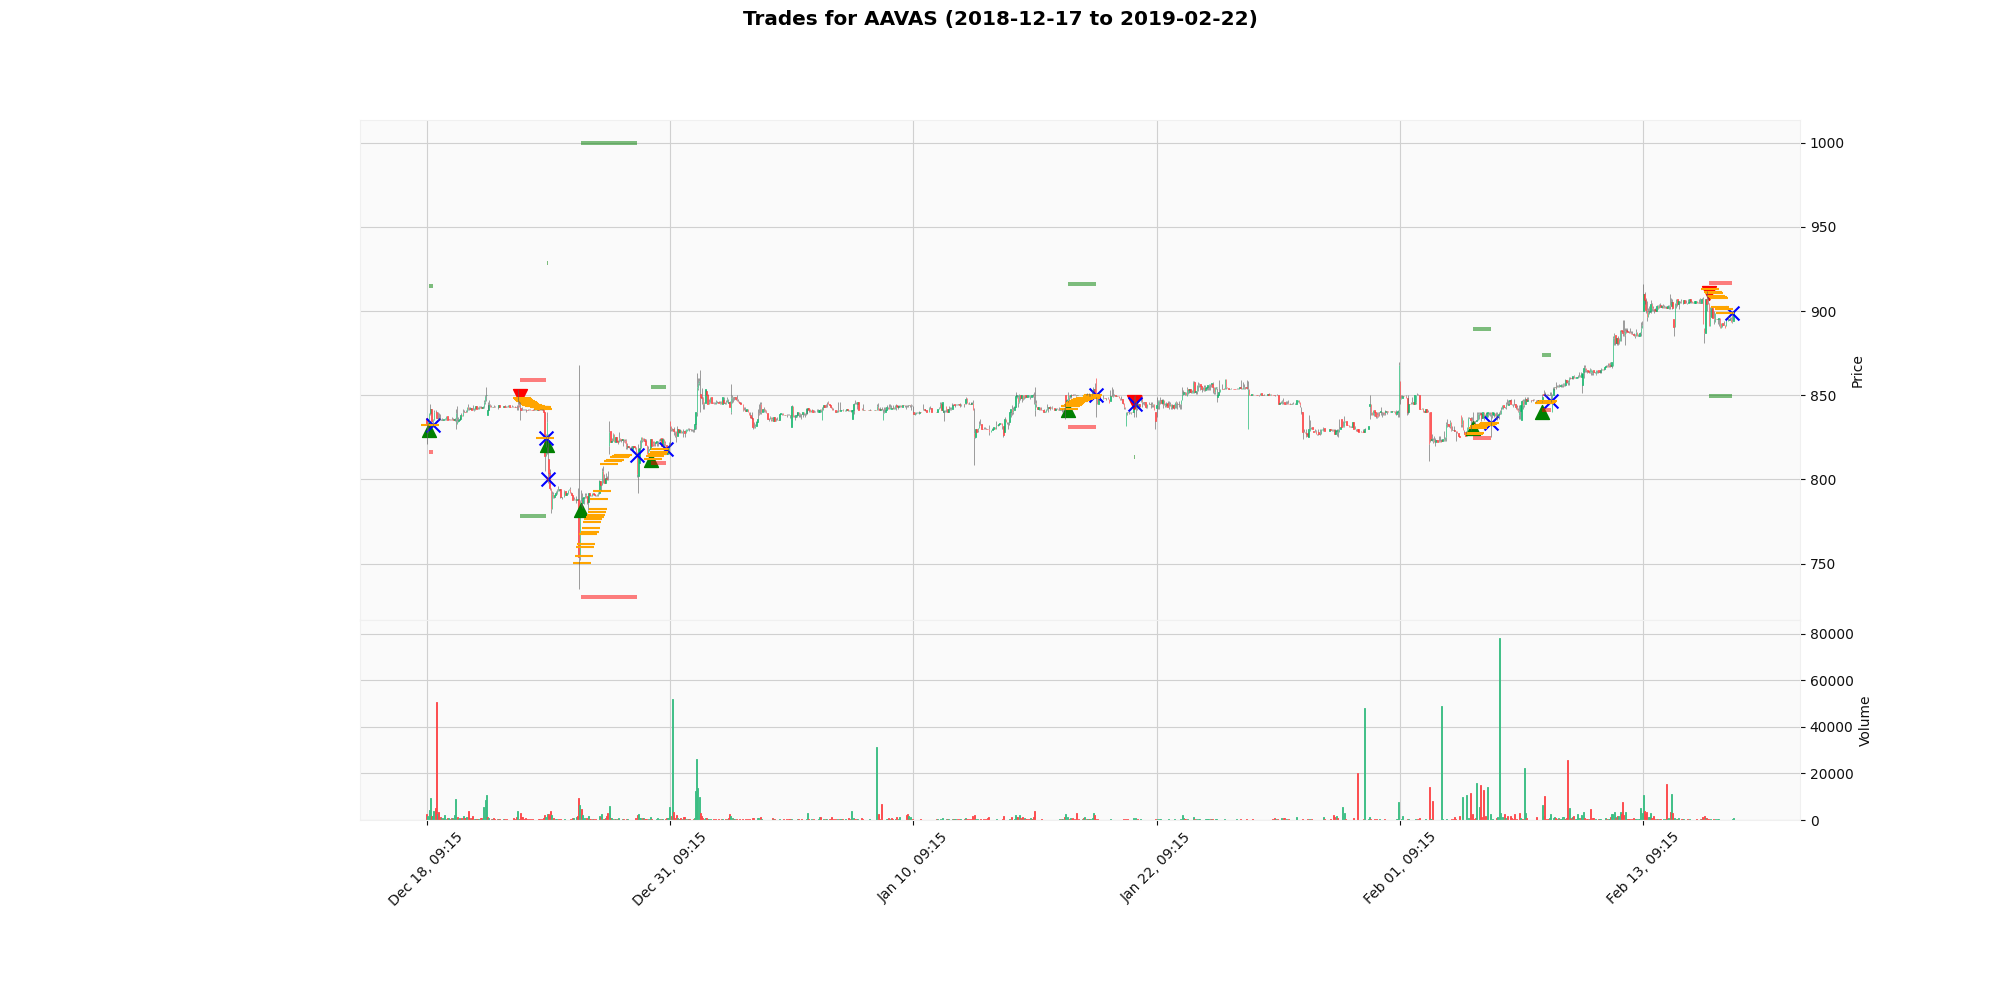 Trades for AAVAS (2018-12-17 to 2019-02-22)
1000
950
900
850
800
750
Price
80000
60000
40000
20000
0
Volume
Dec 18, 09:15
Dec 31, 09:15
Jan 10, 09:15
Jan 22, 09:15
Feb 01, 09:15
Feb 13, 09:15